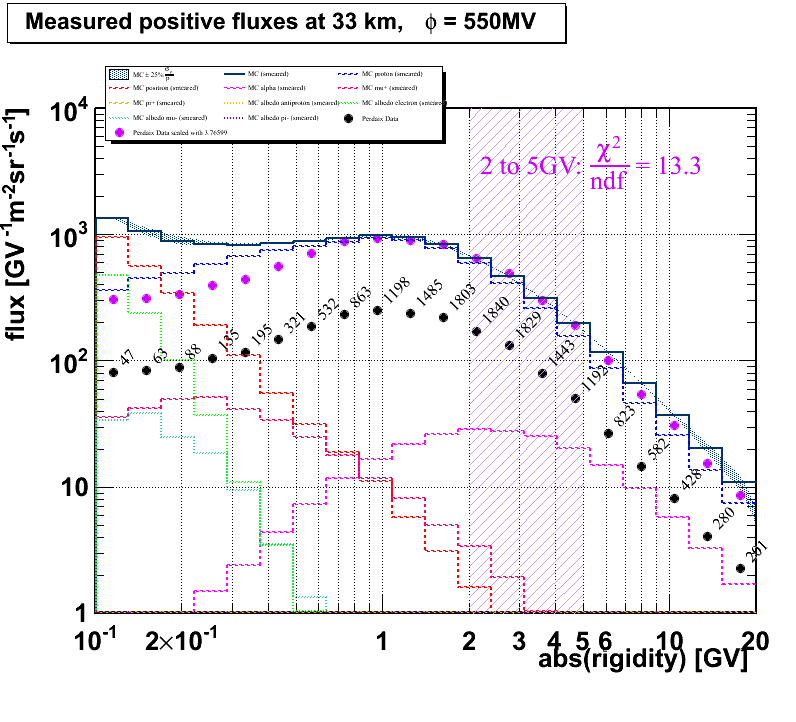 Measured positive fluxes at 33 km, ϕ = 550MV
MC ± 25% σp/p
MC (smeared)
MC proton (smeared)
MC positron (smeared)
MC alpha (smeared)
MC mu+ (smeared)
MC pi+ (smeared)
MC albedo antiproton (smeared)
MC albedo electron (smeared)
MC albedo mu- (smeared)
MC albedo pi- (smeared)
Perdaix Data
Perdaix Data scaled with 3.76599
2 to 5GV: χ²/ndf = 13.3
flux [GV⁻¹m⁻²sr⁻¹s⁻¹]
10⁴
10³
10²
10
1
47
63
88
135
195
321
532
863
1198
1485
1803
1840
1829
1443
1192
823
582
428
280
201
10⁻¹ 2×10⁻¹ 1 2 3 4 5 6 10 20
abs(rigidity) [GV]